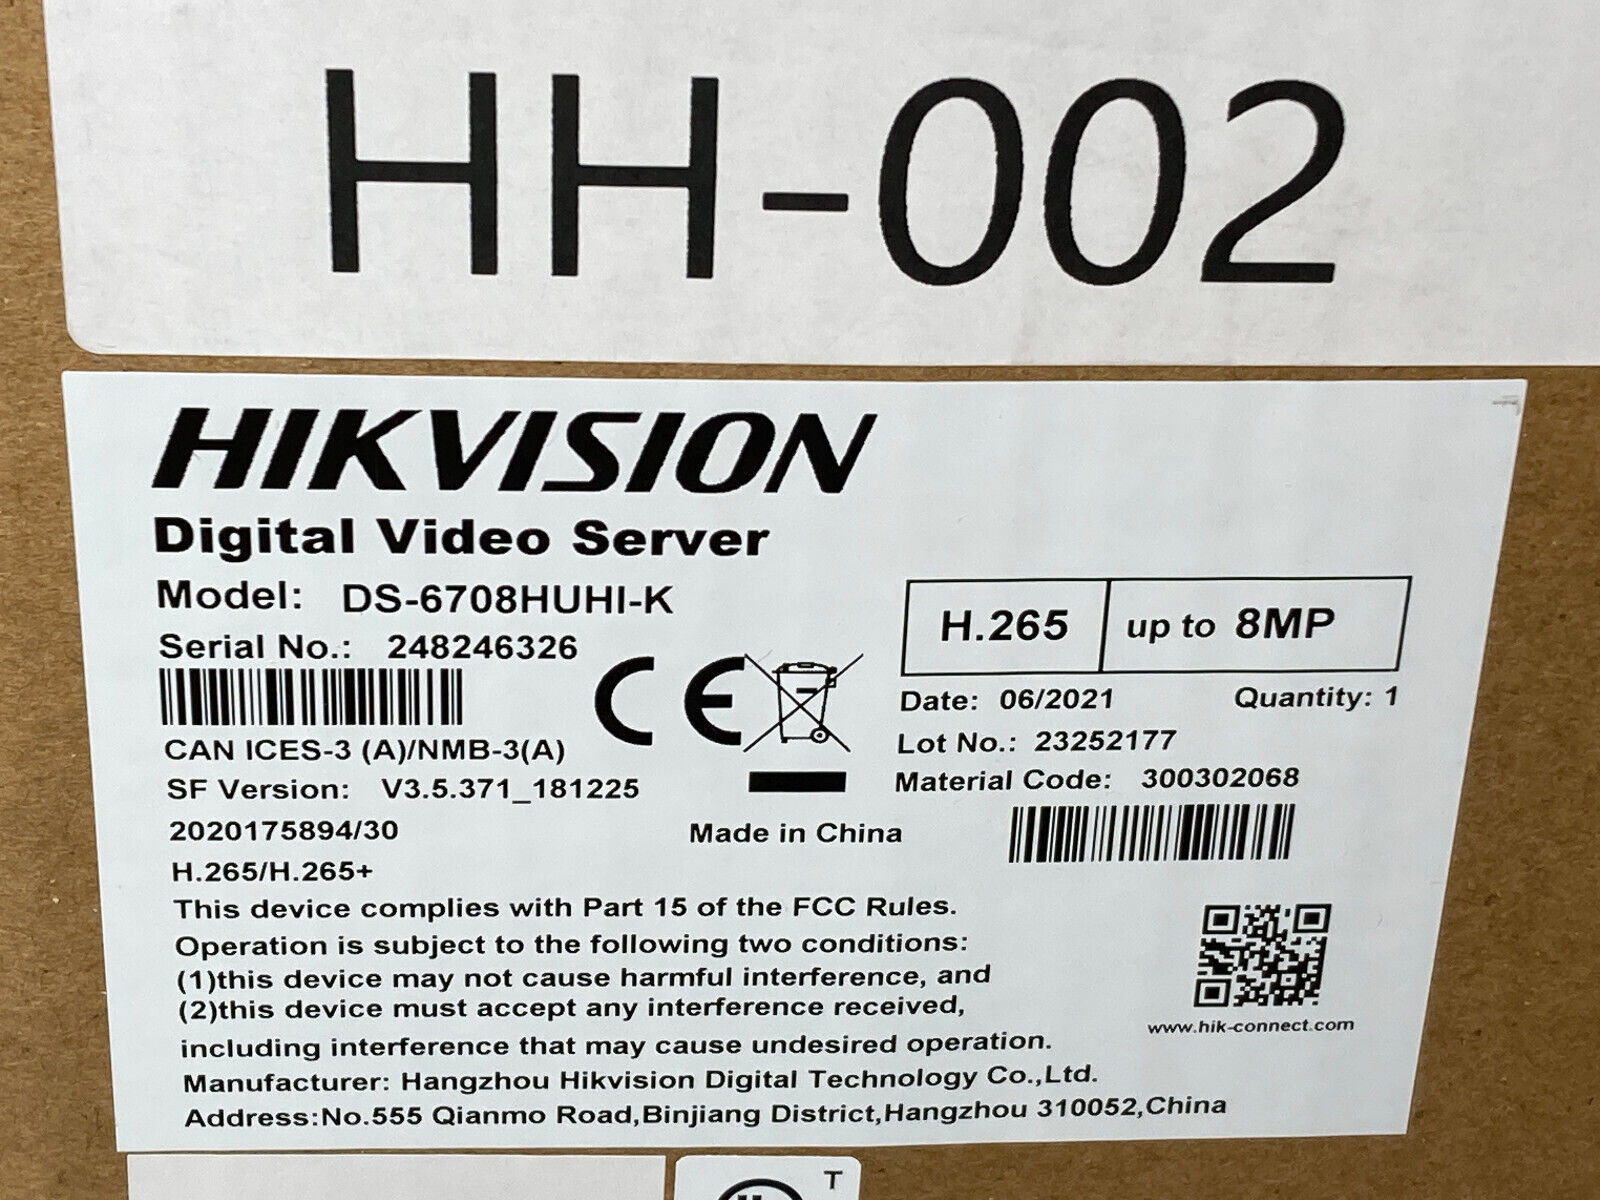 HH-002
HIKVISION
Digital Video Server
Model: DS-6708HUHI-K
Serial No.: 248246326
H.265 up to 8MP
CE
Date: 06/2021 Quantity: 1
Lot No.: 23252177
CAN ICES-3 (A)/NMB-3(A)
Material Code: 300302068
SF Version: V3.5.371_181225
2020175894/30
Made in China
H.265/H.265+
This device complies with Part 15 of the FCC Rules.
Operation is subject to the following two conditions:
(1)this device may not cause harmful interference, and
(2)this device must accept any interference received,
including interference that may cause undesired operation.
www.hik-connect.com
Manufacturer: Hangzhou Hikvision Digital Technology Co.,Ltd.
Address:No.555 Qianmo Road,Binjiang District,Hangzhou 310052,China
T